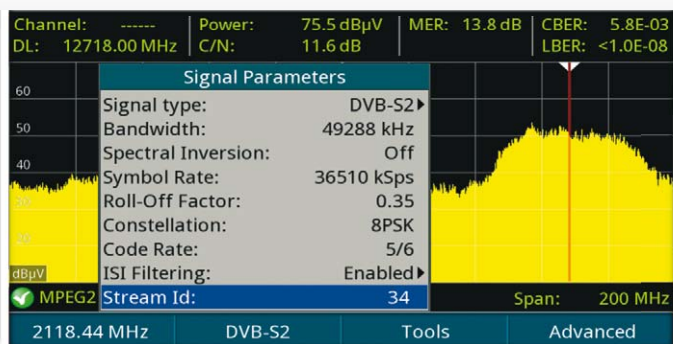 Channel: ------ Power: 75.5 dBµV MER: 13.8 dB CBER: 5.8E-03
DL: 12718.00 MHz C/N: 11.6 dB LBER: <1.0E-08
Signal Parameters
60
Signal type: DVB-S2
50
Bandwidth: 49288 kHz
Spectral Inversion: Off
40
Symbol Rate: 36510 kSps
30
Roll-Off Factor: 0.35
Constellation: 8PSK
20
Code Rate: 5/6
dBµV
ISI Filtering: Enabled
MPEG2 Stream Id: 34 Span: 200 MHz
2118.44 MHz DVB-S2 Tools Advanced